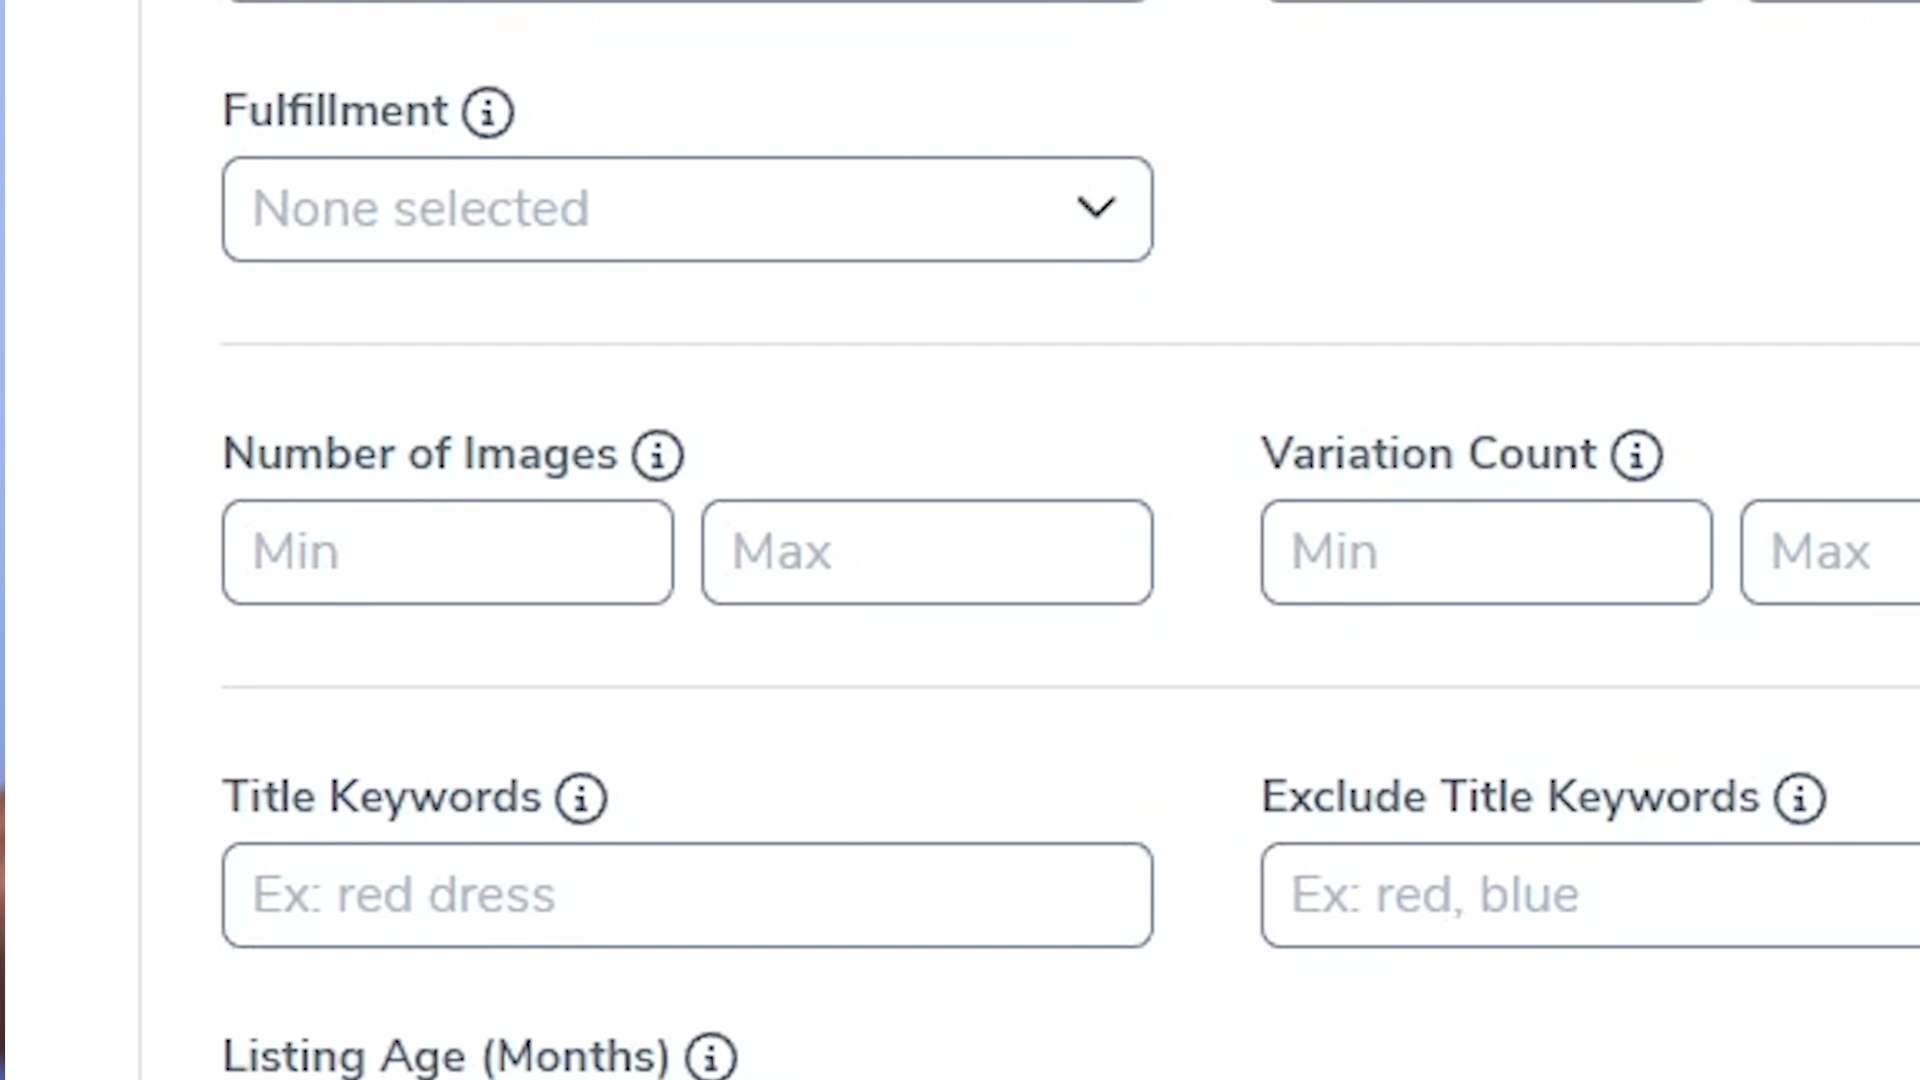 Fulfillment
None selected
Number of Images
Variation Count
Min
Max
Min
Max
Title Keywords
Exclude Title Keywords
Ex: red dress
Ex: red, blue
Listing Age (Months)